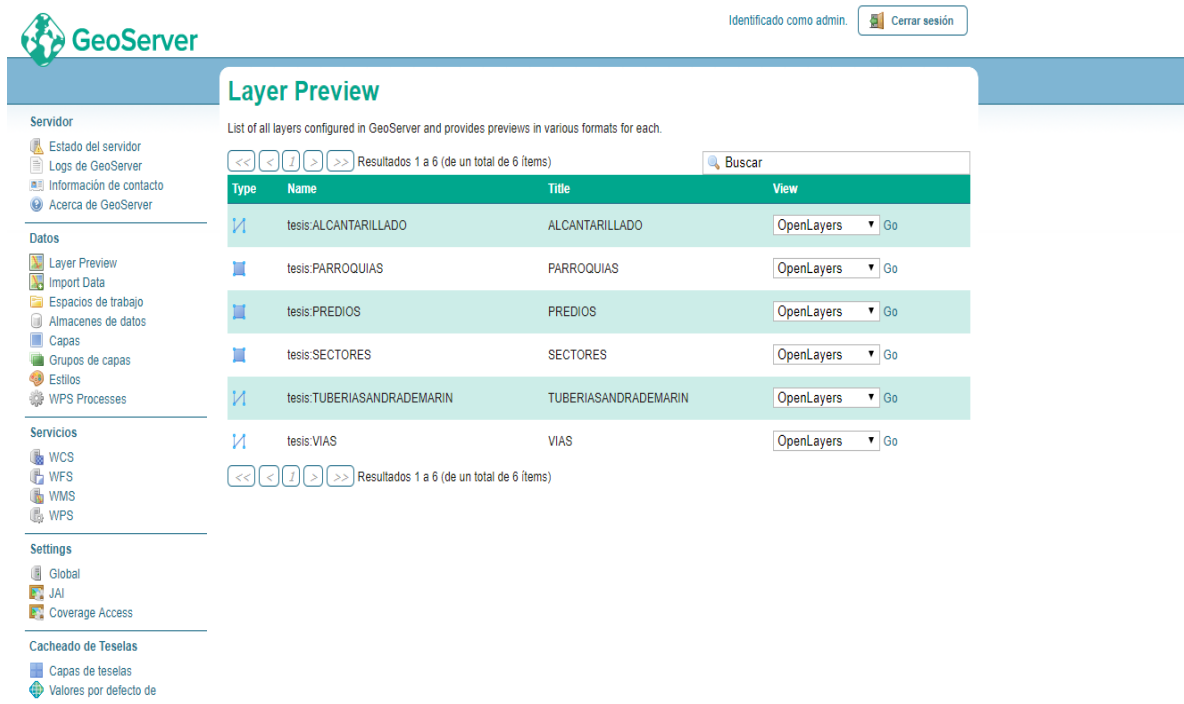 GeoServer
Identificado como admin.
Cerrar sesión
Servidor
Estado del servidor
Logs de GeoServer
Información de contacto
Acerca de GeoServer
Datos
Layer Preview
Import Data
Espacios de trabajo
Almacenes de datos
Capas
Grupos de capas
Estilos
WPS Processes
Servicios
WCS
WFS
WMS
WPS
Settings
Global
JAI
Coverage Access
Cacheado de Teselas
Capas de teselas
Valores por defecto de
Layer Preview
List of all layers configured in GeoServer and provides previews in various formats for each.
<< < 1 > >> Resultados 1 a 6 (de un total de 6 ítems)
Buscar
Type Name Title View
tesis:ALCANTARILLADO ALCANTARILLADO OpenLayers Go
tesis:PARROQUIAS PARROQUIAS OpenLayers Go
tesis:PREDIOS PREDIOS OpenLayers Go
tesis:SECTORES SECTORES OpenLayers Go
tesis:TUBERIASANDRADEMARIN TUBERIASANDRADEMARIN OpenLayers Go
tesis:VIAS VIAS OpenLayers Go
<< < 1 > >> Resultados 1 a 6 (de un total de 6 ítems)